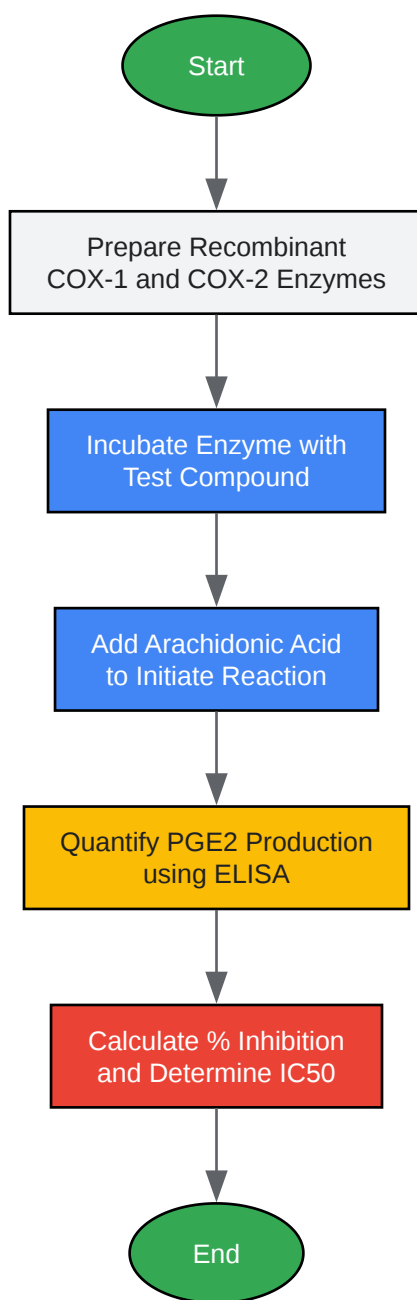 Start
Prepare Recombinant
COX-1 and COX-2 Enzymes
Incubate Enzyme with
Test Compound
Add Arachidonic Acid
to Initiate Reaction
Quantify PGE2 Production
using ELISA
Calculate % Inhibition
and Determine IC50
End